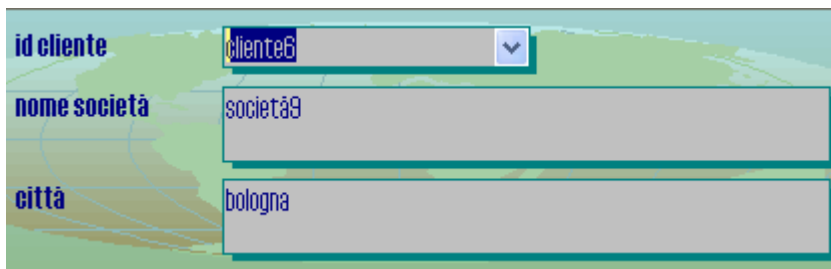 id cliente cliente6
nome società società9
città bologna